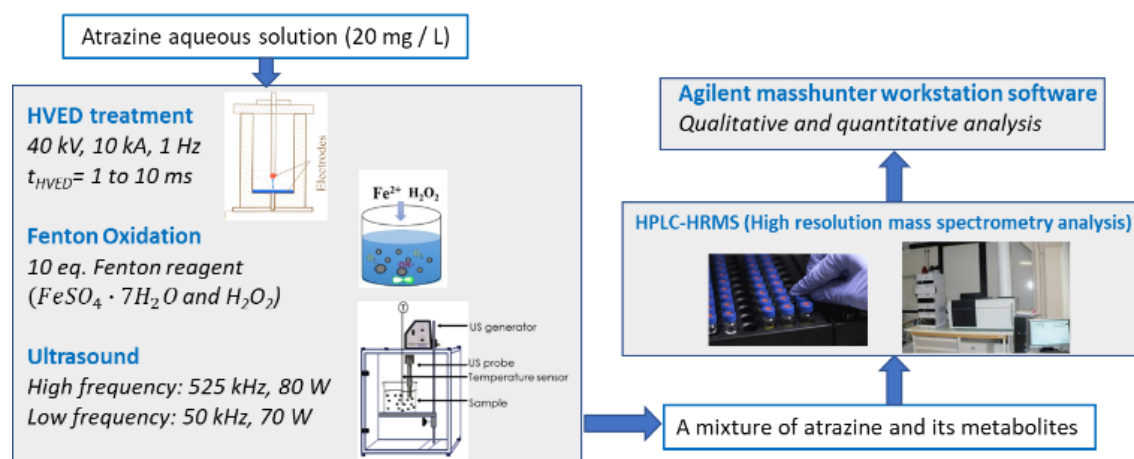 Atrazine aqueous solution (20 mg / L)
HVED treatment
40 kV, 10 kA, 1 Hz
tHVED= 1 to 10 ms
Electrodes
Fe²⁺ H₂O₂
Fenton Oxidation
10 eq. Fenton reagent
(FeSO₄ · 7H₂O and H₂O₂)
T
US generator
US probe
Temperature sensor
Sample
Ultrasound
High frequency: 525 kHz, 80 W
Low frequency: 50 kHz, 70 W
Agilent masshunter workstation software
Qualitative and quantitative analysis
HPLC-HRMS (High resolution mass spectrometry analysis)
A mixture of atrazine and its metabolites